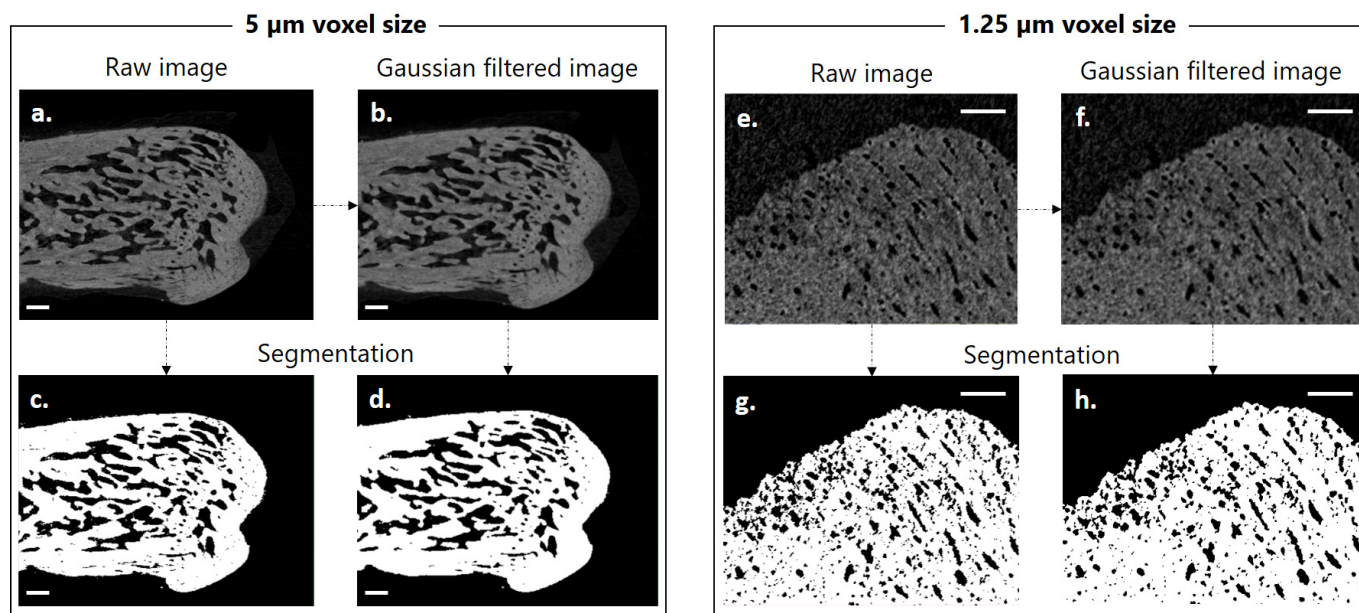 5 µm voxel size
Raw image
Gaussian filtered image
a.
b.
Segmentation
c.
d.
1.25 µm voxel size
Raw image
Gaussian filtered image
e.
f.
Segmentation
g.
h.